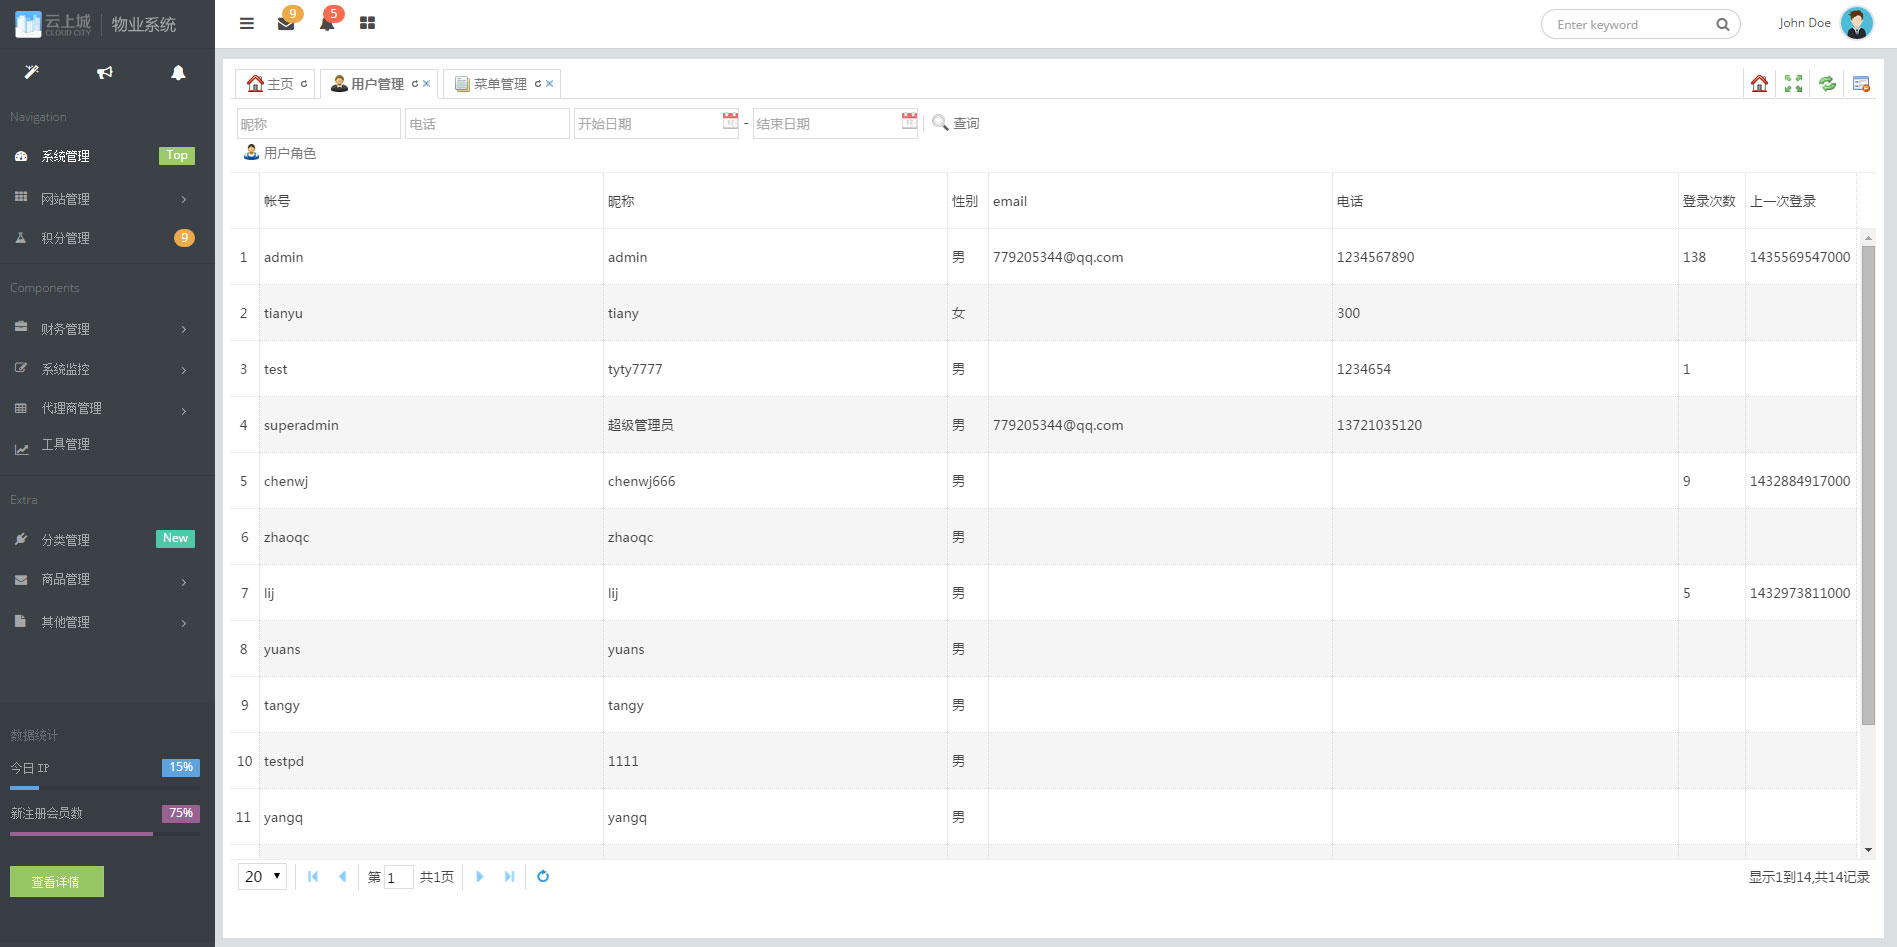 云上城 CLOUD CITY 物业系统
9 5
Enter keyword
John Doe
Navigation
系统管理 Top
网站管理
积分管理 9
Components
财务管理
系统监控
代理商管理
工具管理
Extra
分类管理 New
商品管理
其他管理
数据统计
今日 IP 15%
新注册会员数 75%
查看详情
主页 用户管理 菜单管理
昵称 电话 开始日期 - 结束日期 查询
用户角色
帐号 昵称 性别 email 电话 登录次数 上一次登录
1 admin admin 男 779205344@qq.com 1234567890 138 1435569547000
2 tianyu tiany 女 300
3 test tyty7777 男 1234654 1
4 superadmin 超级管理员 男 779205344@qq.com 13721035120
5 chenwj chenwj666 男 9 1432884917000
6 zhaoqc zhaoqc 男
7 lij lij 男 5 1432973811000
8 yuans yuans 男
9 tangy tangy 男
10 testpd 1111 男
11 yangq yangq 男
20 第 1 共1页 显示1到14,共14记录